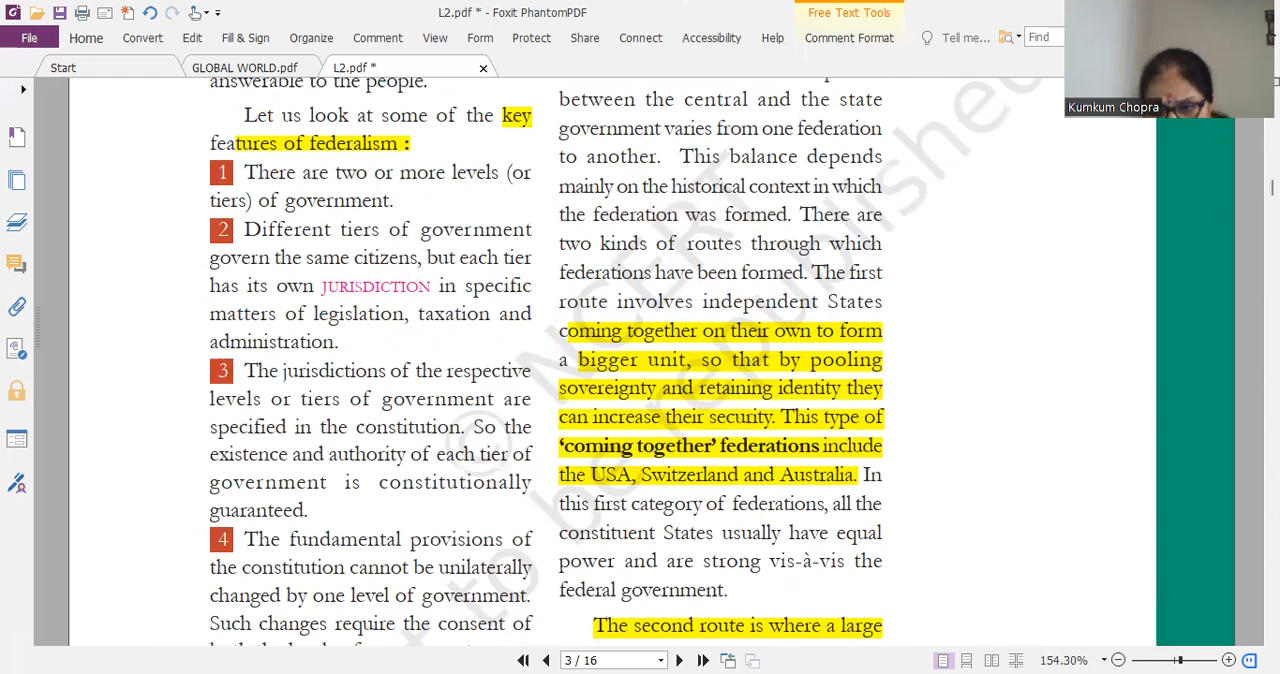 L2.pdf * - Foxit PhantomPDF
Free Text Tools
File
Home
Convert
Edit
Fill & Sign
Organize
Comment
View
Form
Protect
Share
Connect
Accessibility
Help
Comment Format
Tell me...
Find
Start
GLOBAL WORLD.pdf
L2.pdf *
Kumkum Chopra
answerable to the people.
Let us look at some of the key
features of federalism :
1 There are two or more levels (or
tiers) of government.
2 Different tiers of government
govern the same citizens, but each tier
has its own JURISDICTION in specific
matters of legislation, taxation and
administration.
3 The jurisdictions of the respective
levels or tiers of government are
specified in the constitution. So the
existence and authority of each tier of
government is constitutionally
guaranteed.
4 The fundamental provisions of
the constitution cannot be unilaterally
changed by one level of government.
Such changes require the consent of
between the central and the state
government varies from one federation
to another. This balance depends
mainly on the historical context in which
the federation was formed. There are
two kinds of routes through which
federations have been formed. The first
route involves independent States
coming together on their own to form
a bigger unit, so that by pooling
sovereignty and retaining identity they
can increase their security. This type of
‘coming together’ federations include
the USA, Switzerland and Australia. In
this first category of federations, all the
constituent States usually have equal
power and are strong vis-à-vis the
federal government.
The second route is where a large
© NCERT
to be republished
3 / 16
154.30%